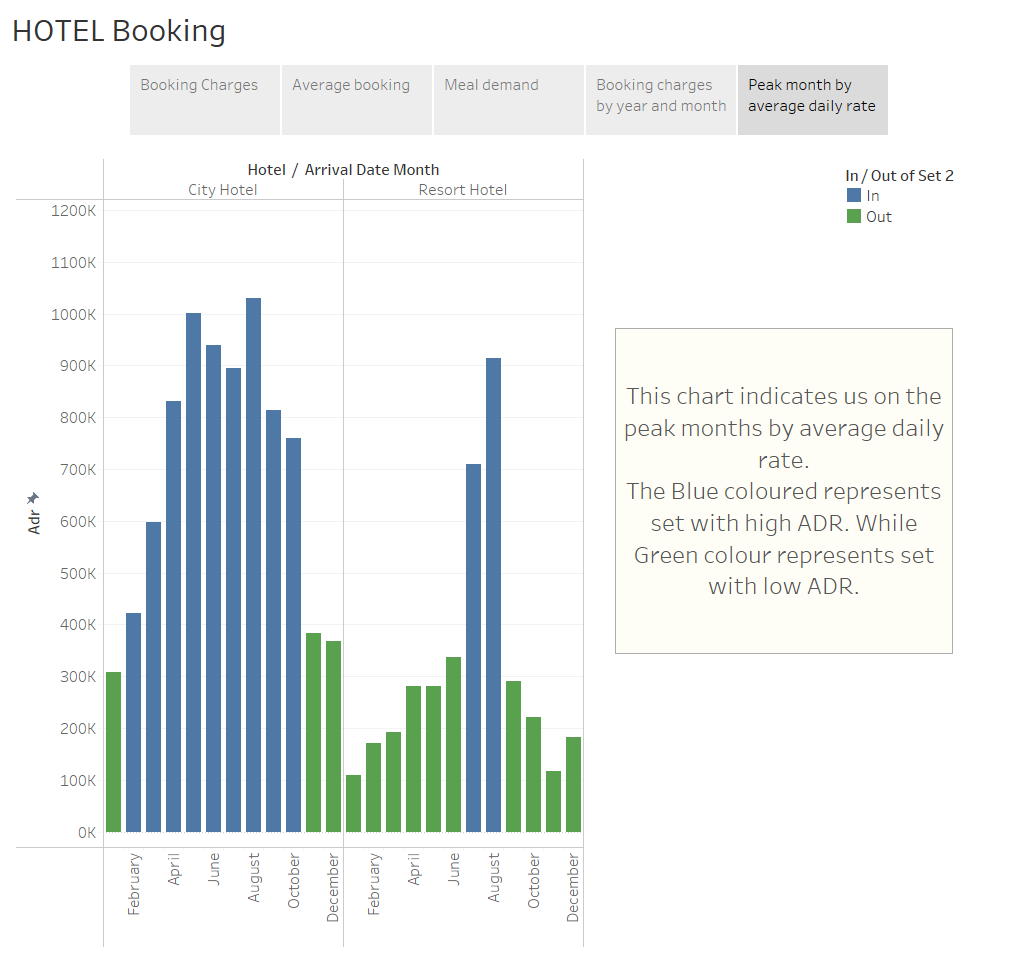 HOTEL Booking
Booking Charges
Average booking
Meal demand
Booking charges
by year and month
Peak month by
average daily rate
Hotel / Arrival Date Month
City Hotel
Resort Hotel
In / Out of Set 2
In
Out
1200K
1100K
1000K
900K
800K
700K
600K
500K
400K
300K
200K
100K
0K
Adr
This chart indicates us on the
peak months by average daily
rate.
The Blue coloured represents
set with high ADR. While
Green colour represents set
with low ADR.
February
April
June
August
October
December
February
April
June
August
October
December